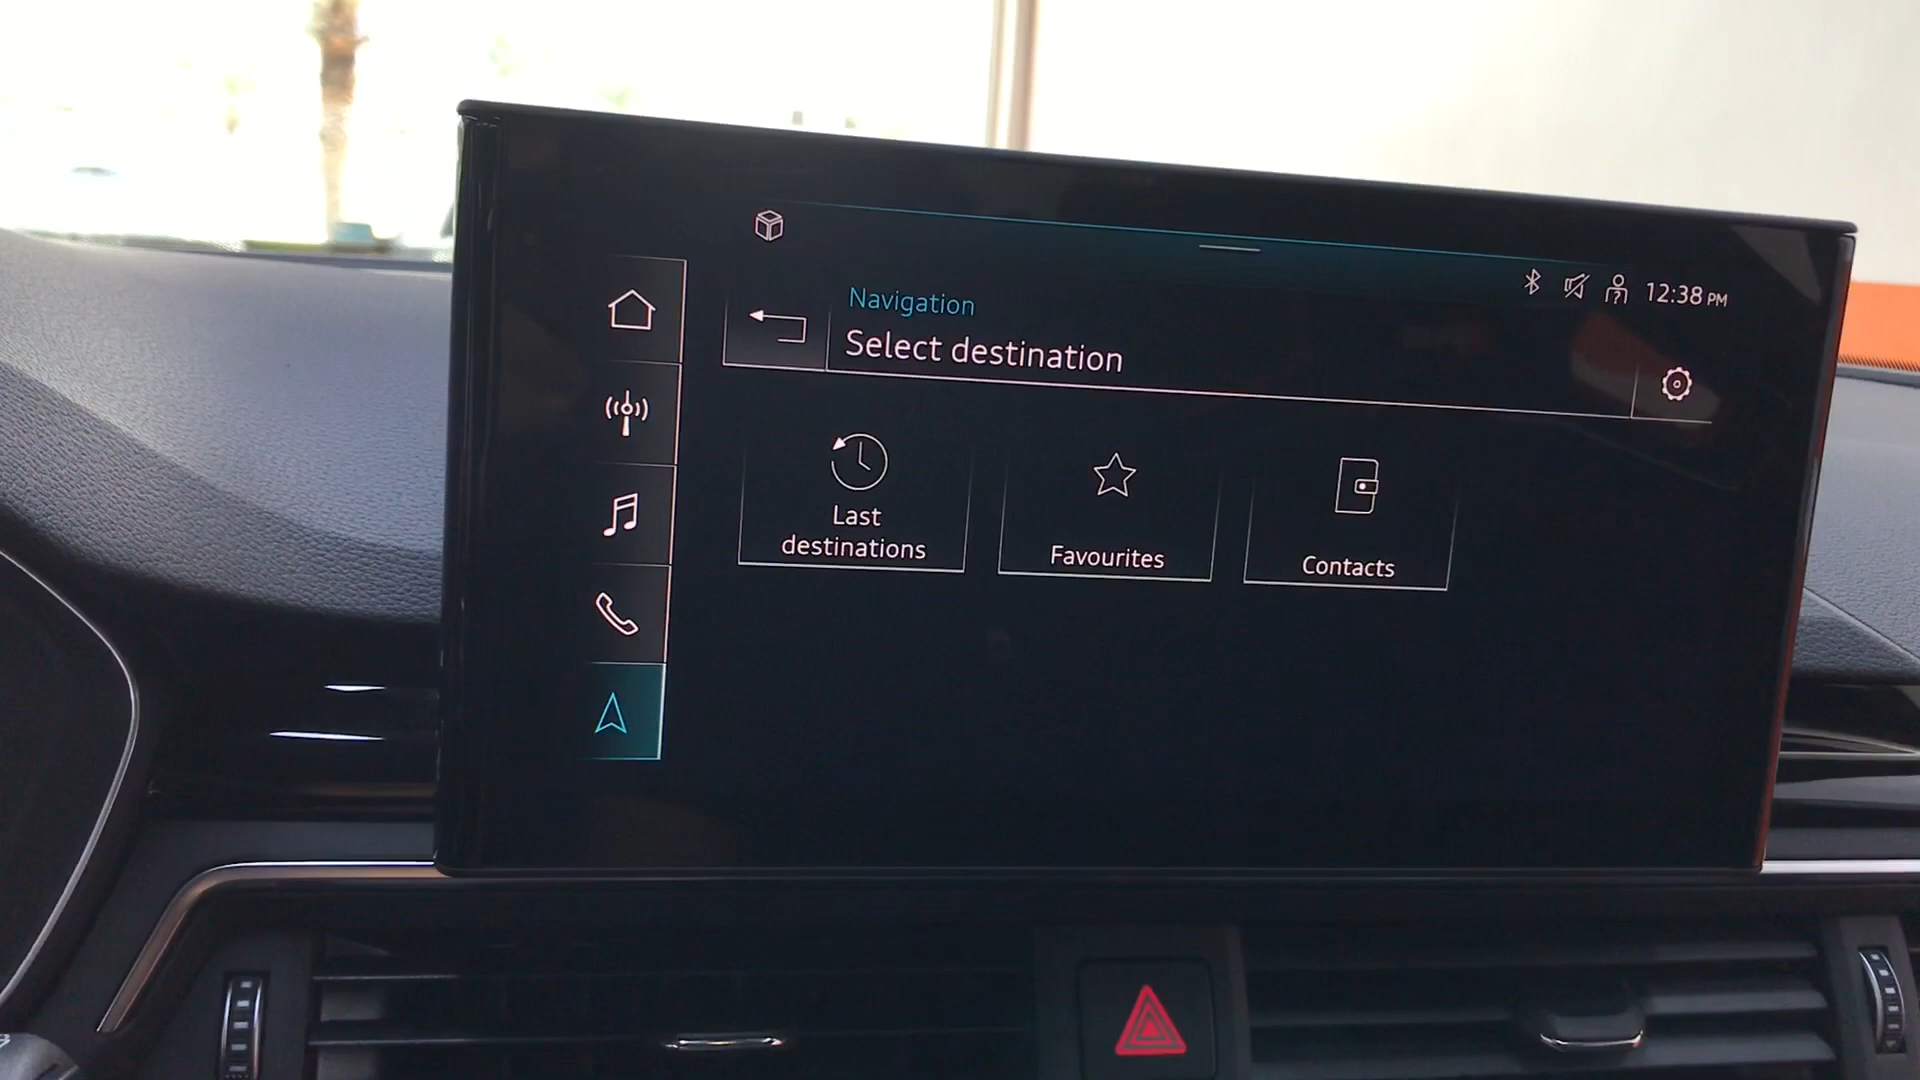 12:38 PM
Navigation
Select destination
Last
destinations
Favourites
Contacts